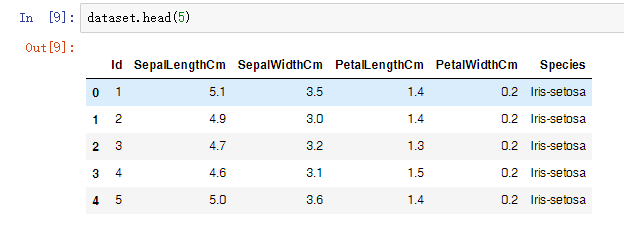 In [9]: dataset.head(5)
Out[9]:
Id SepalLengthCm SepalWidthCm PetalLengthCm PetalWidthCm Species
0 1 5.1 3.5 1.4 0.2 Iris-setosa
1 2 4.9 3.0 1.4 0.2 Iris-setosa
2 3 4.7 3.2 1.3 0.2 Iris-setosa
3 4 4.6 3.1 1.5 0.2 Iris-setosa
4 5 5.0 3.6 1.4 0.2 Iris-setosa